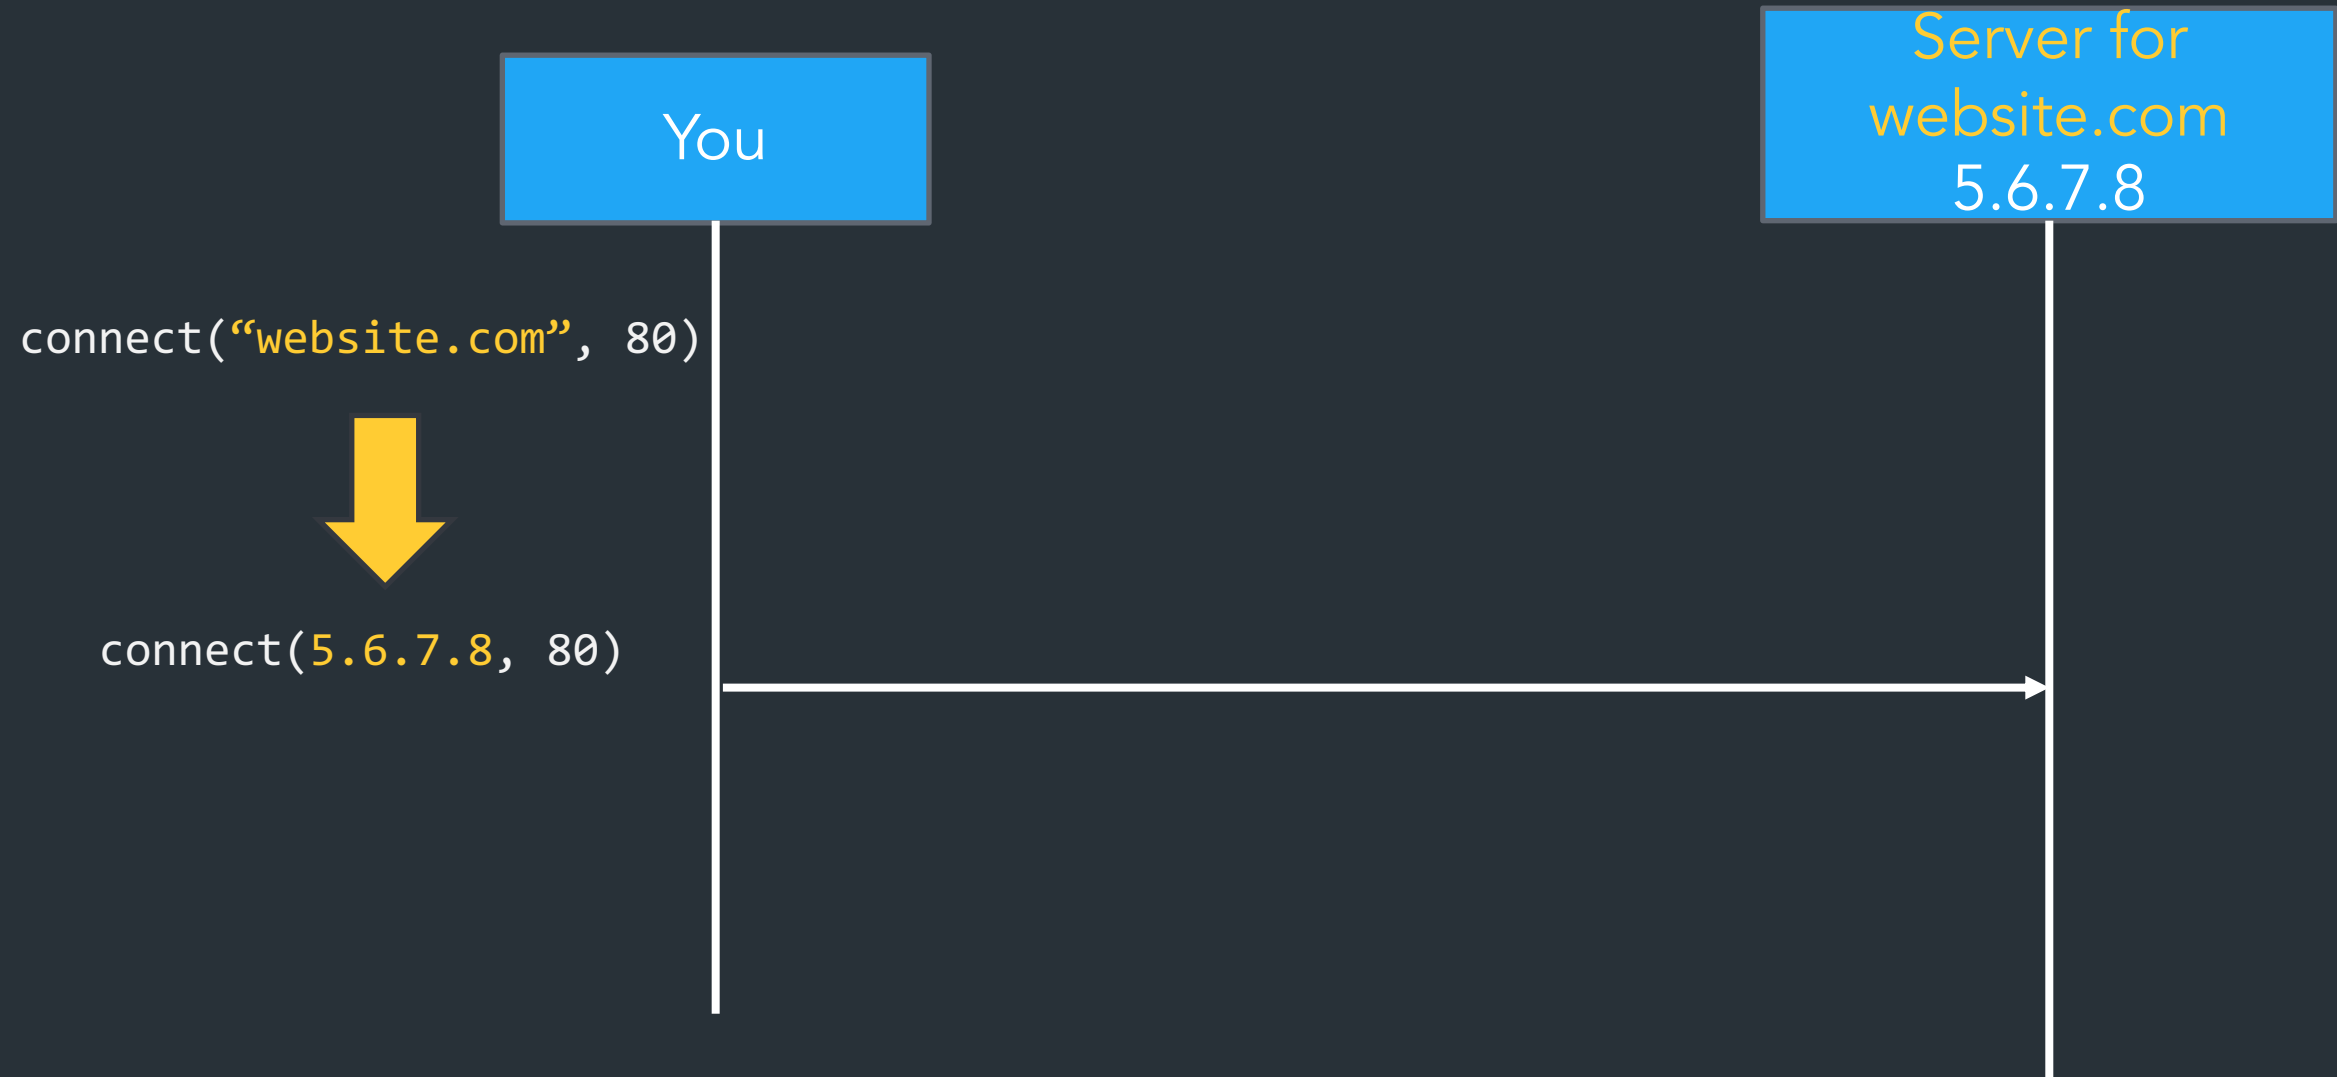 You
Server for
website.com
5.6.7.8
connect(“website.com”, 80)
connect(5.6.7.8, 80)